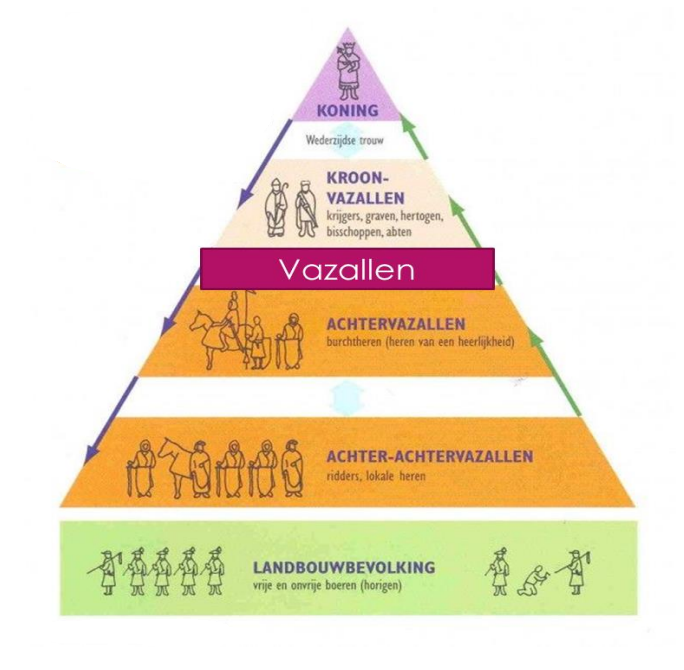 KONING
Wederzijdse trouw
KROON-
VAZALLEN
krijgers, graven, hertogen,
bisschoppen, abten
Vazallen
ACHTERVAZALLEN
burchtheren (heren van een heerlijkheid)
ACHTER-ACHTERVAZALLEN
ridders, lokale heren
LANDBOUWBEVOLKING
vrije en onvrije boeren (horigen)